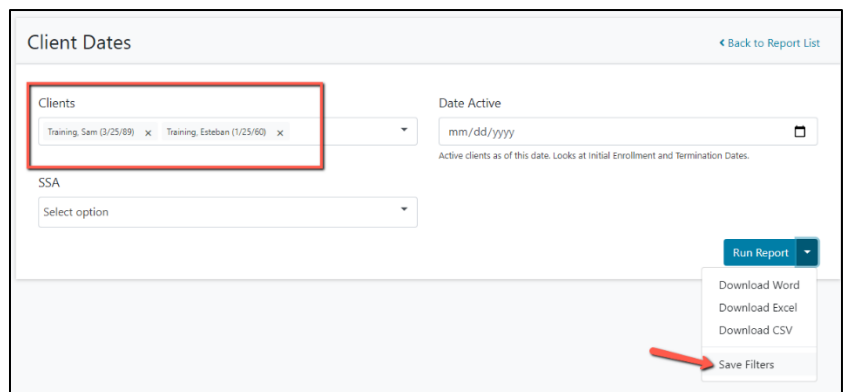 Client Dates
Back to Report List
Clients
Training, Sam (3/25/89) x Training, Esteban (1/25/60) x
Date Active
mm/dd/yyyy
Active clients as of this date. Looks at Initial Enrollment and Termination Dates.
SSA
Select option
Run Report
Download Word
Download Excel
Download CSV
Save Filters